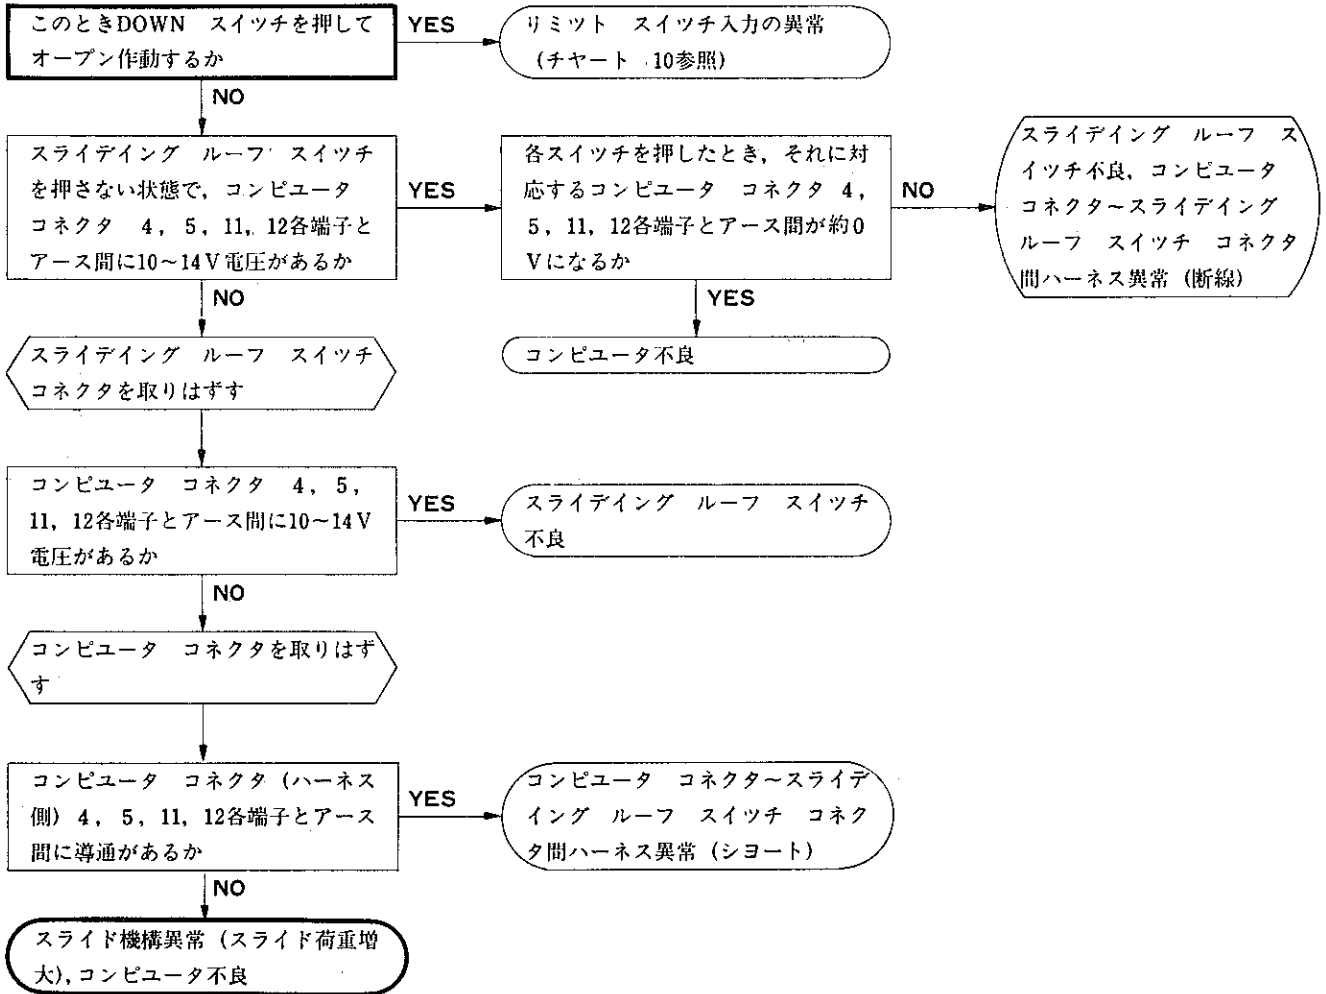 このときDOWN　スイツチを押して
オープン作動するか
YES
リミツト　スイツチ入力の異常
(チヤート　10参照)
NO
スライデイング　ルーフ　スイツチ
を押さない状態で，コンピユータ
コネクタ　4，5，11，12各端子と
アース間に10～14V電圧があるか
YES
各スイツチを押したとき，それに対
応するコンピユータ　コネクタ　4，
5，11，12各端子とアース間が約0
Vになるか
NO
スライデイング　ルーフ　ス
イツチ不良，コンピユータ
コネクタ～スライデイング
ルーフ　スイツチ　コネクタ
間ハーネス異常（断線）
NO
YES
スライデイング　ルーフ　スイツチ
コネクタを取りはずす
コンピユータ不良
コンピユータ　コネクタ　4，5，
11，12各端子とアース間に10～14V
電圧があるか
YES
スライデイング　ルーフ　スイツチ
不良
NO
コンピユータ　コネクタを取りはず
す
コンピユータ　コネクタ（ハーネス
側）4，5，11，12各端子とアース
間に導通があるか
YES
コンピユータ　コネクタ～スライデ
イング　ルーフ　スイツチ　コネク
タ間ハーネス異常（シヨート）
NO
スライド機構異常（スライド荷重増
大），コンピユータ不良